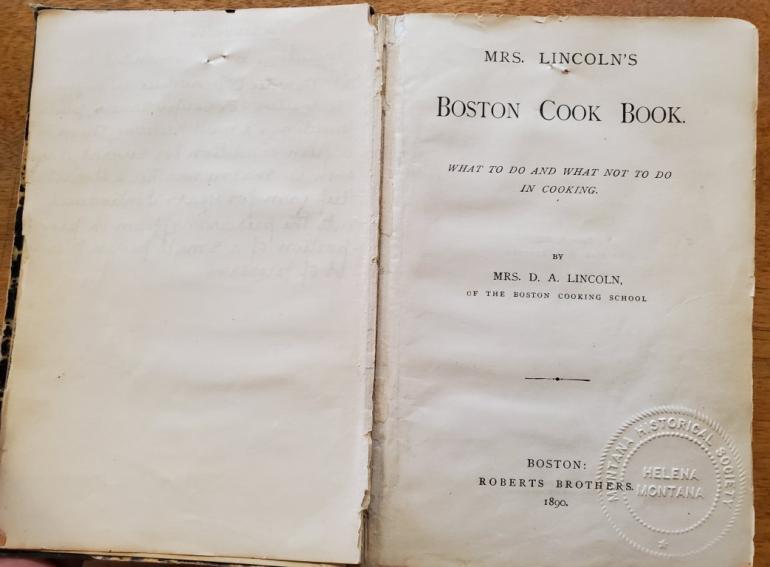 MRS. LINCOLN'S
BOSTON COOK BOOK.
WHAT TO DO AND WHAT NOT TO DO
IN COOKING.
BY
MRS. D. A. LINCOLN,
OF THE BOSTON COOKING SCHOOL
BOSTON:
ROBERTS BROTHERS.
1890.
MONTANA HISTORICAL SOCIETY
HELENA
MONTANA